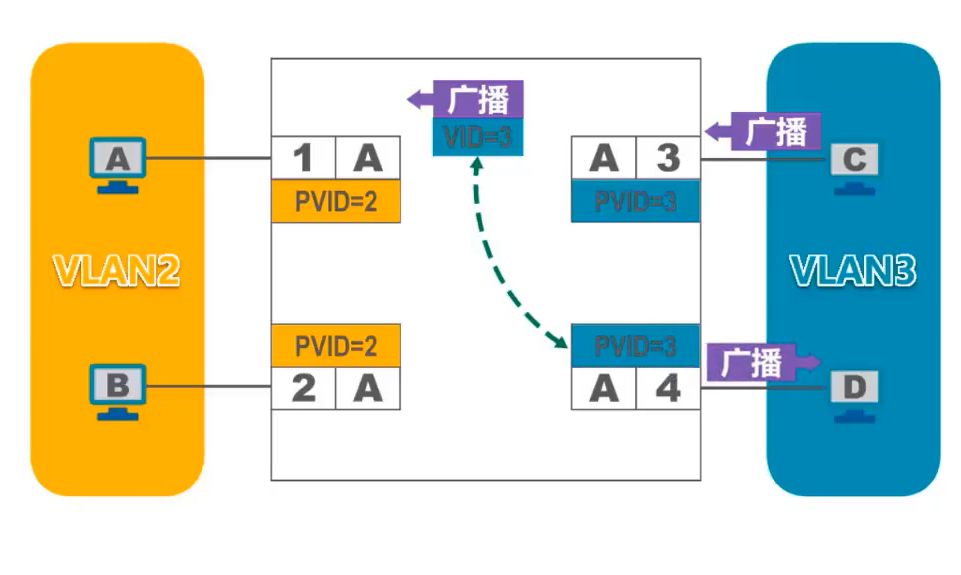 广播
VID=3
广播
A
1 A
A 3
C
PVID=2
PVID=3
VLAN2
VLAN3
PVID=2
PVID=3
广播
B
2 A
A 4
D